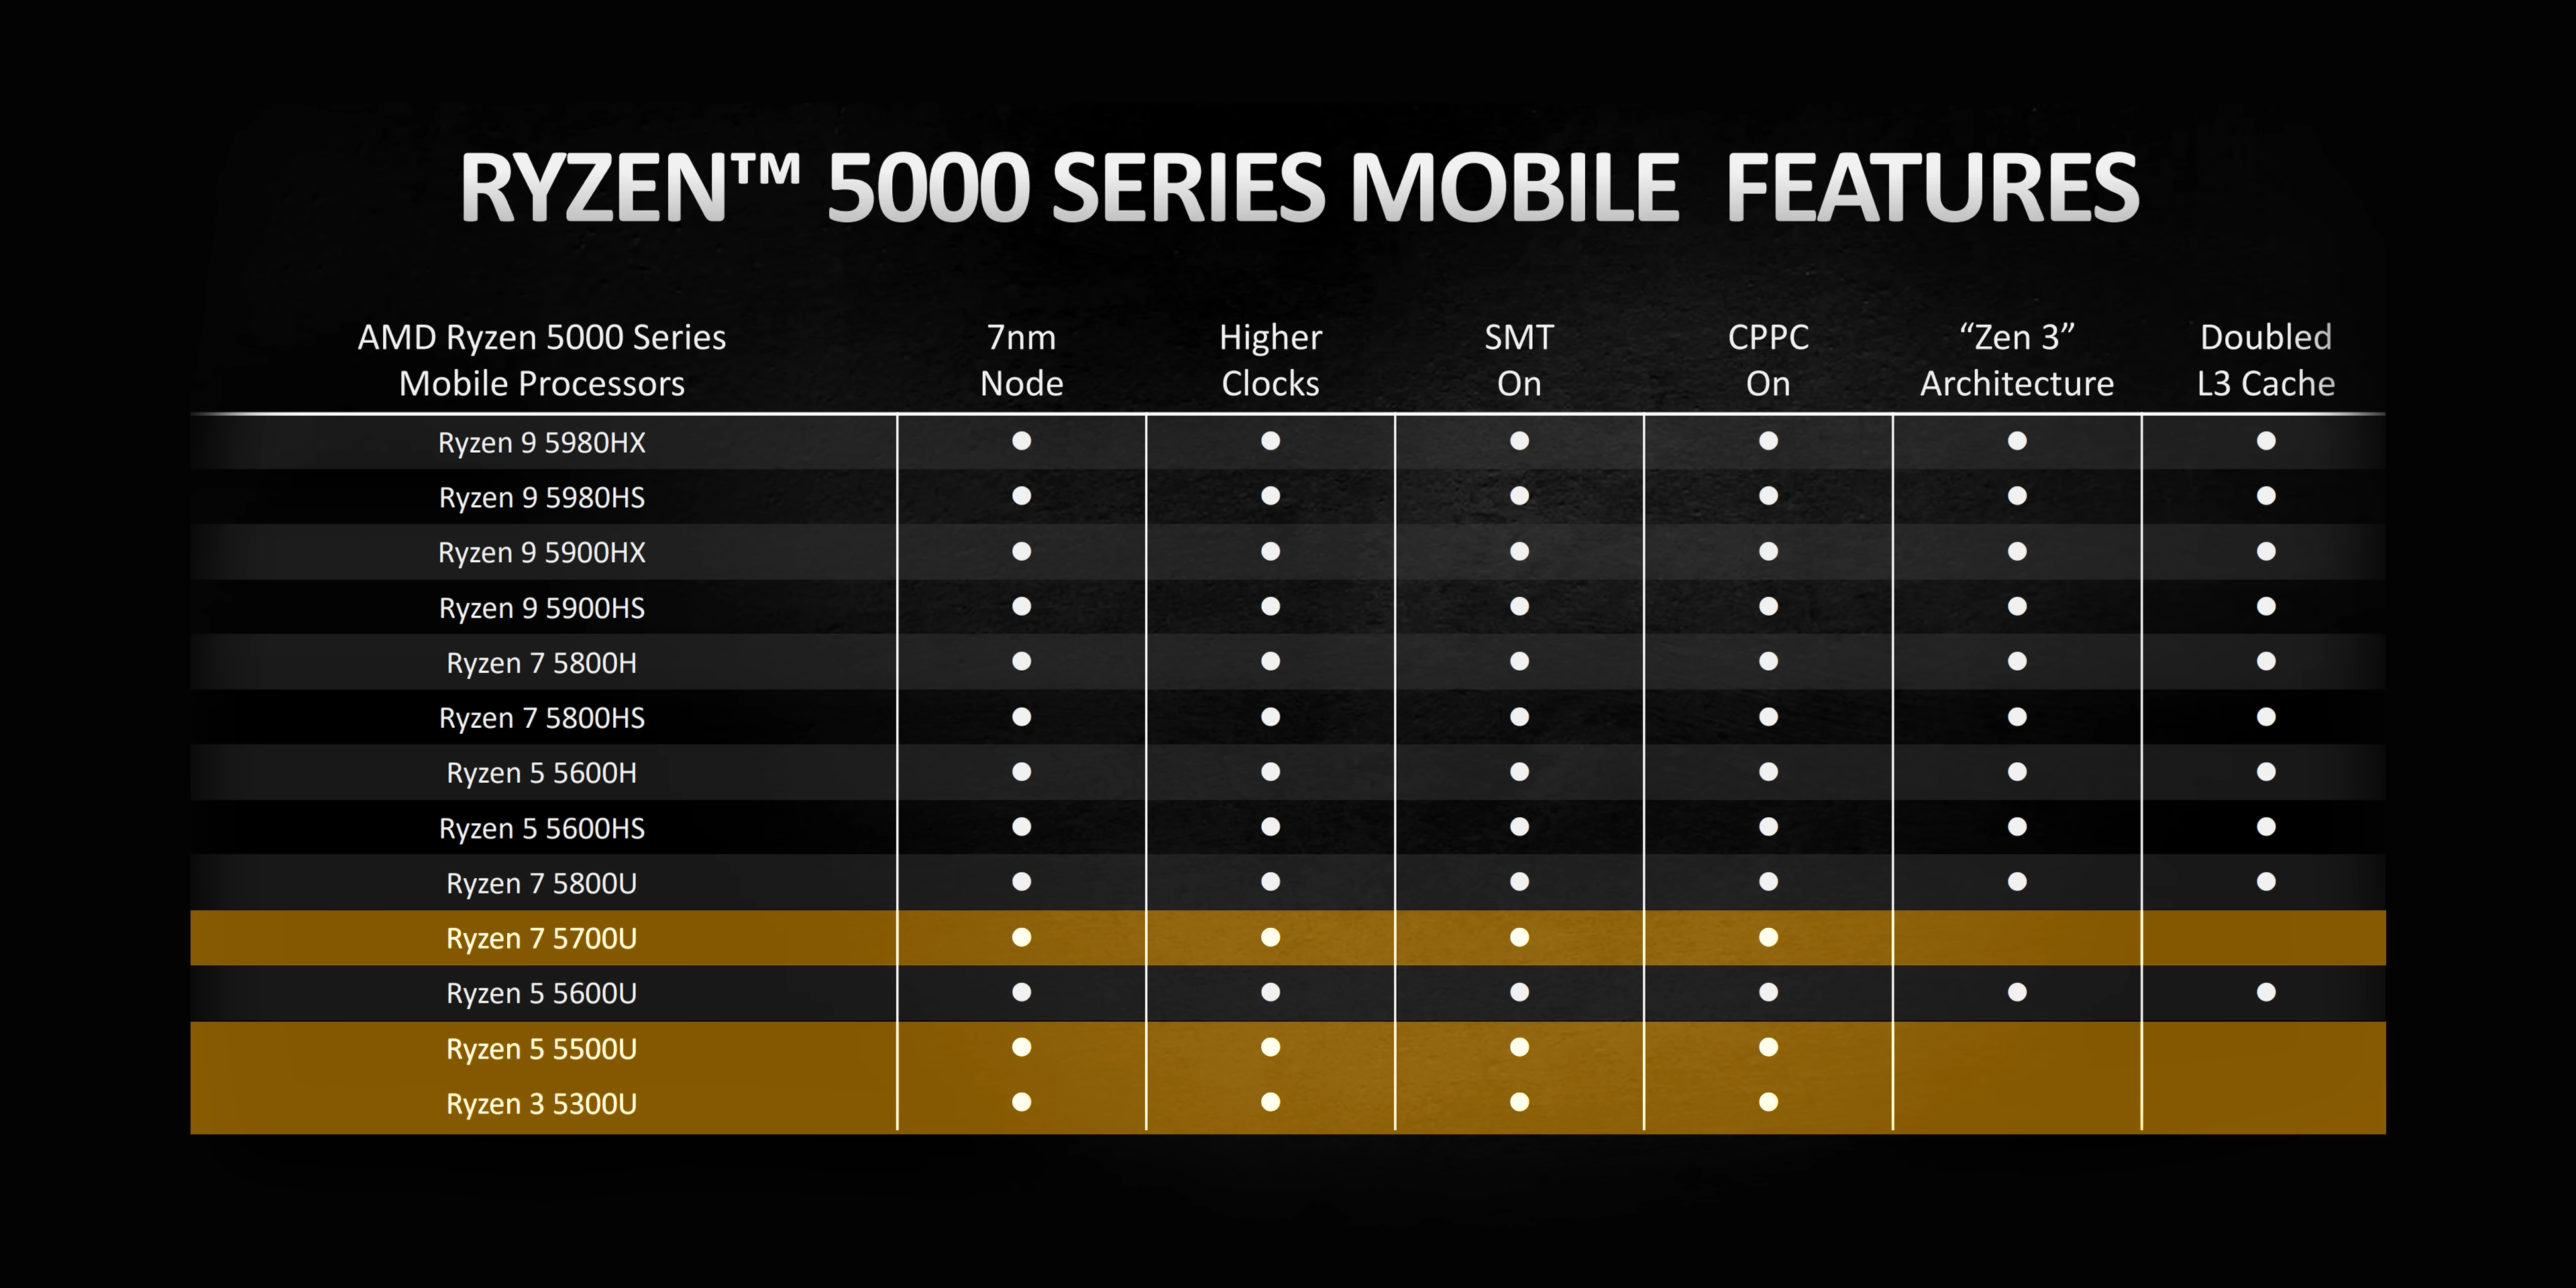 RYZEN™ 5000 SERIES MOBILE FEATURES
AMD Ryzen 5000 Series Mobile Processors
7nm Node
Higher Clocks
SMT On
CPPC On
“Zen 3” Architecture
Doubled L3 Cache
Ryzen 9 5980HX ● ● ● ● ● ●
Ryzen 9 5980HS ● ● ● ● ● ●
Ryzen 9 5900HX ● ● ● ● ● ●
Ryzen 9 5900HS ● ● ● ● ● ●
Ryzen 7 5800H ● ● ● ● ● ●
Ryzen 7 5800HS ● ● ● ● ● ●
Ryzen 5 5600H ● ● ● ● ● ●
Ryzen 5 5600HS ● ● ● ● ● ●
Ryzen 7 5800U ● ● ● ● ● ●
Ryzen 7 5700U ● ● ● ●
Ryzen 5 5600U ● ● ● ● ● ●
Ryzen 5 5500U ● ● ● ●
Ryzen 3 5300U ● ● ● ●